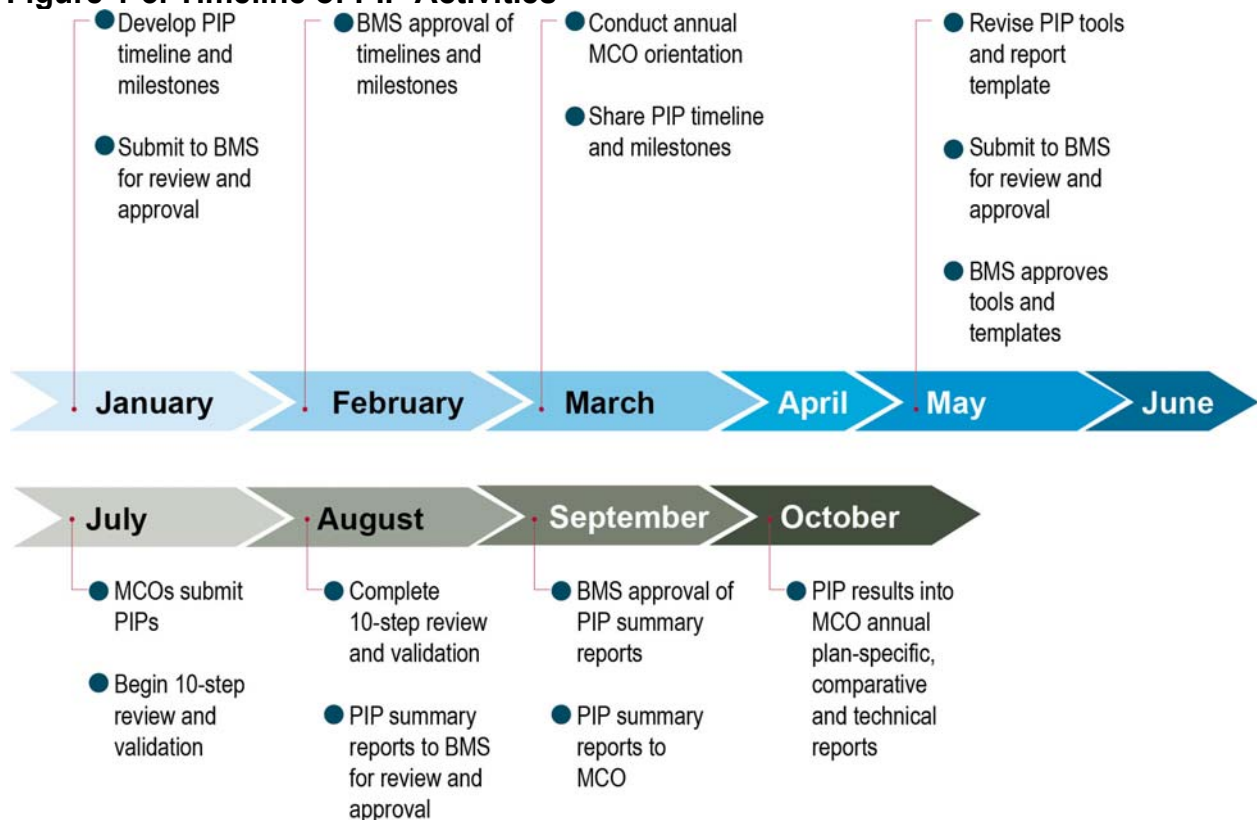 Develop PIP
timeline and
milestones
Submit to BMS
for review and
approval
BMS approval of
timelines and
milestones
Conduct annual
MCO orientation
Share PIP timeline
and milestones
Revise PIP tools
and report
template
Submit to BMS
for review and
approval
BMS approves
tools and
templates
January
February
March
April
May
June
July
August
September
October
MCOs submit
PIPs
Begin 10-step
review and
validation
Complete
10-step review
and validation
PIP summary
reports to BMS
for review and
approval
BMS approval of
PIP summary
reports
PIP summary
reports to
MCO
PIP results into
MCO annual
plan-specific,
comparative
and technical
reports